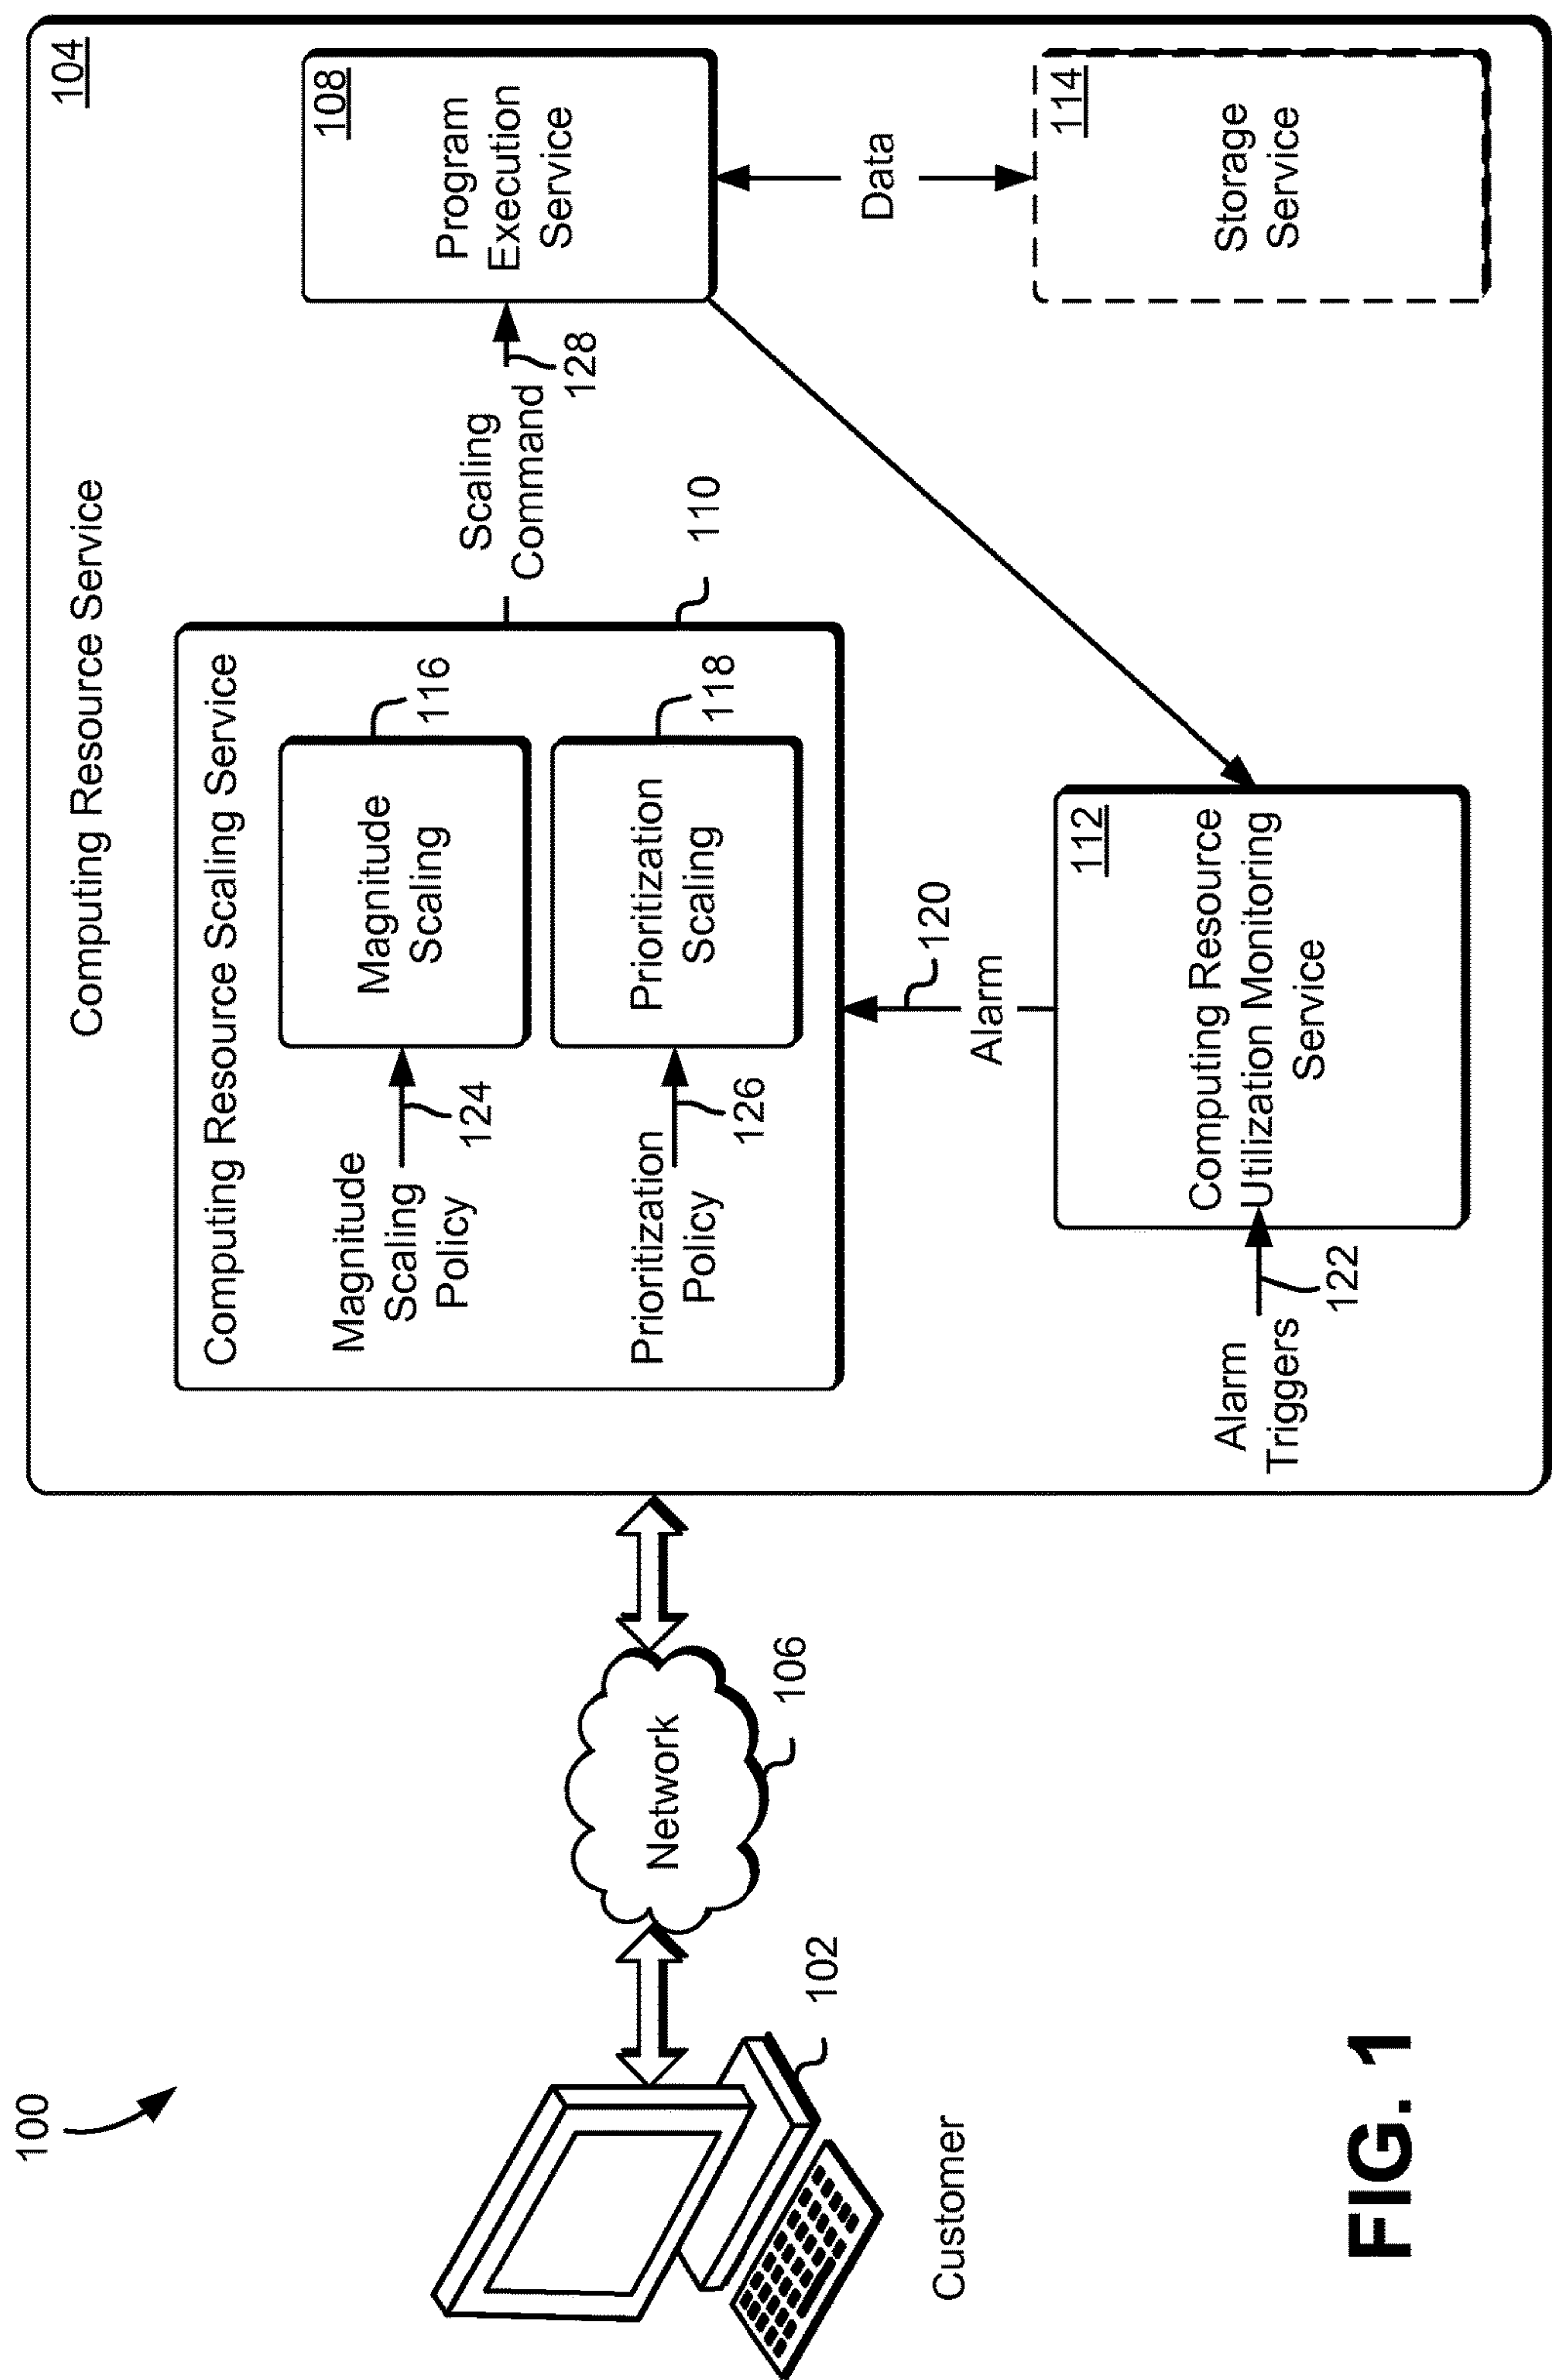 100
Computing Resource Service
104
Computing Resource Scaling Service
Magnitude
Scaling
Policy
124
Magnitude
Scaling
116
Prioritization
Policy
126
Prioritization
Scaling
118
110
Scaling
Command
128
108
Program
Execution
Service
Data
114
Storage
Service
Alarm
120
112
Computing Resource
Utilization Monitoring
Service
Alarm
Triggers
122
Network
106
102
Customer
FIG. 1